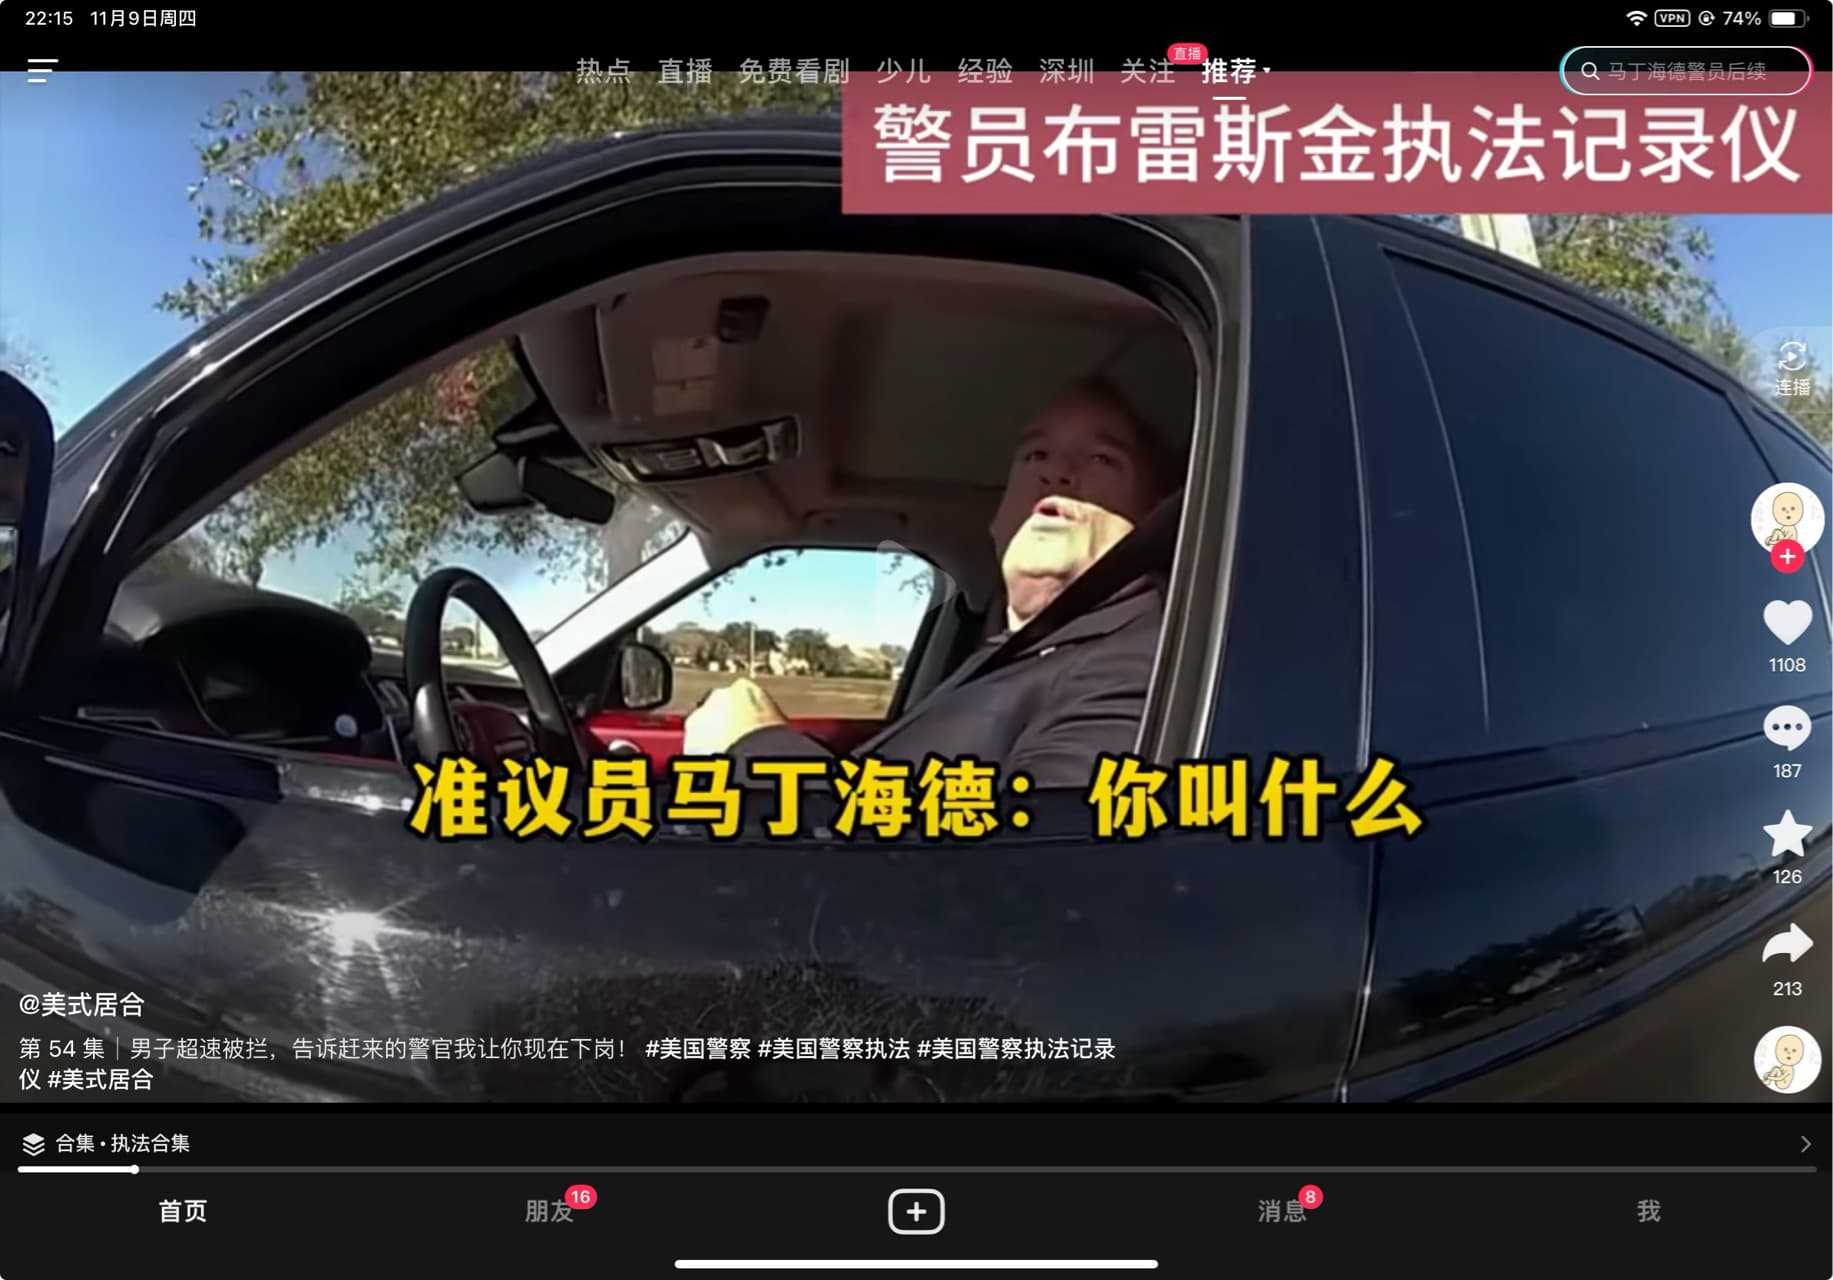 22:15 11月9日周四
VPN 74%
热点 直播 免费看剧 少儿 经验 深圳 关注 直播 推荐
马丁海德警员后续
警员布雷斯金执法记录仪
连播
1108
准议员马丁海德：你叫什么
187
126
213
@美式居合
第 54 集｜男子超速被拦，告诉赶来的警官我让你现在下岗！ #美国警察 #美国警察执法 #美国警察执法记录
仪 #美式居合
合集·执法合集
首页 朋友 16 消息 8 我